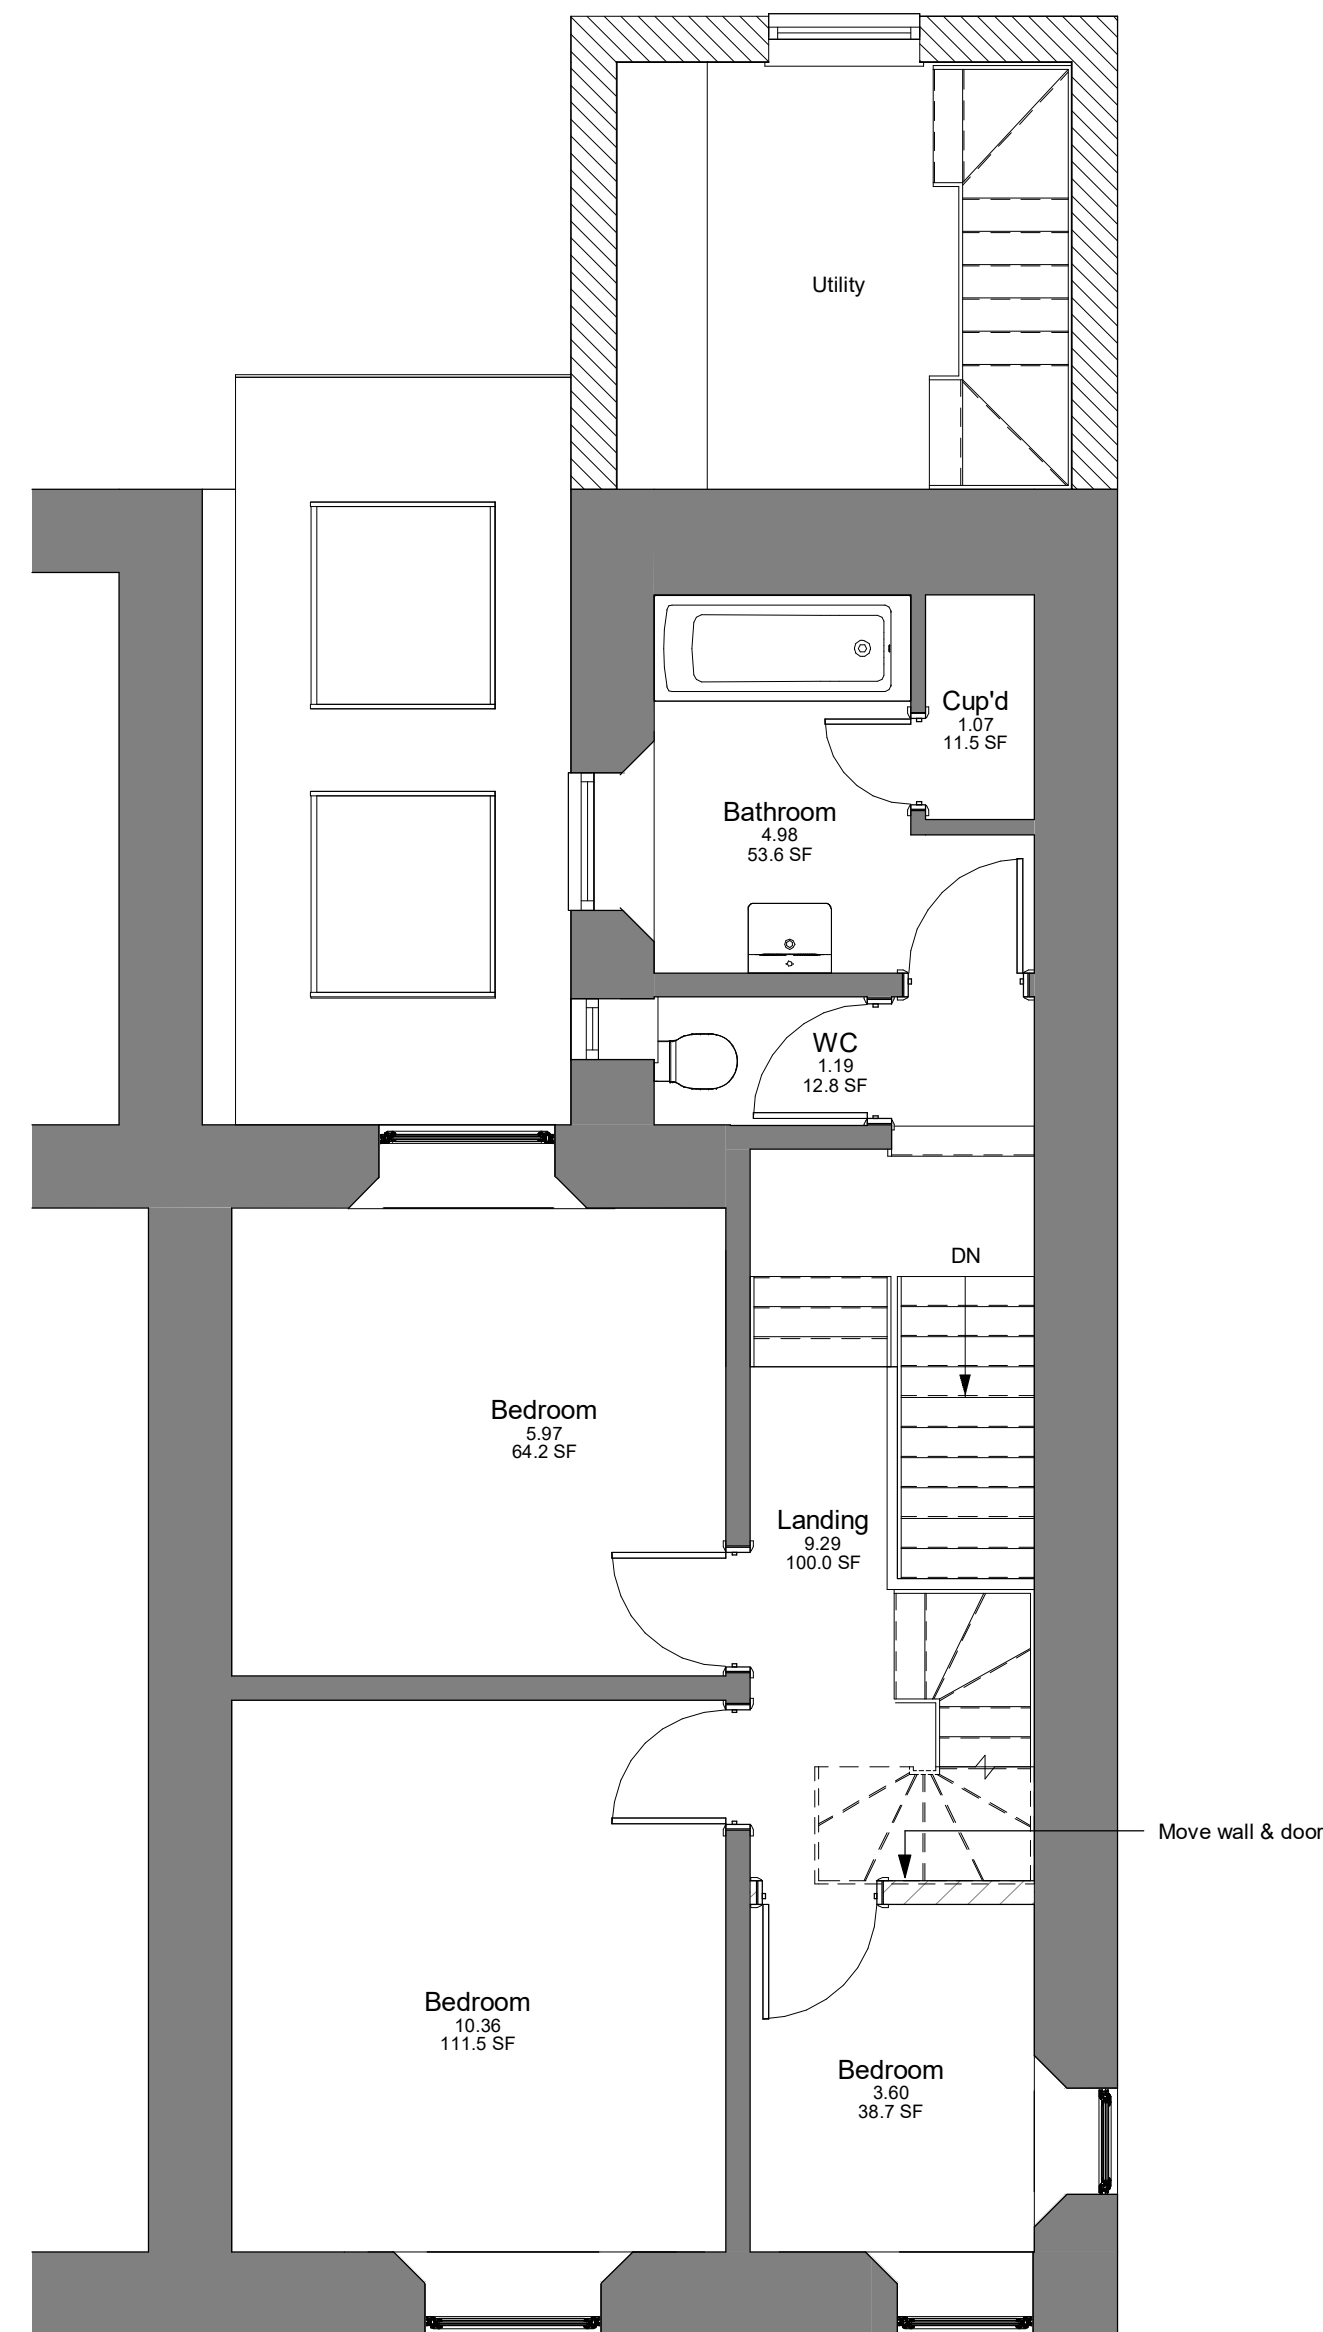 Utility
Cup'd
1.07
11.5 SF
Bathroom
4.98
53.6 SF
WC
1.19
12.8 SF
DN
Bedroom
5.97
64.2 SF
Landing
9.29
100.0 SF
Move wall & door
Bedroom
10.36
111.5 SF
Bedroom
3.60
38.7 SF